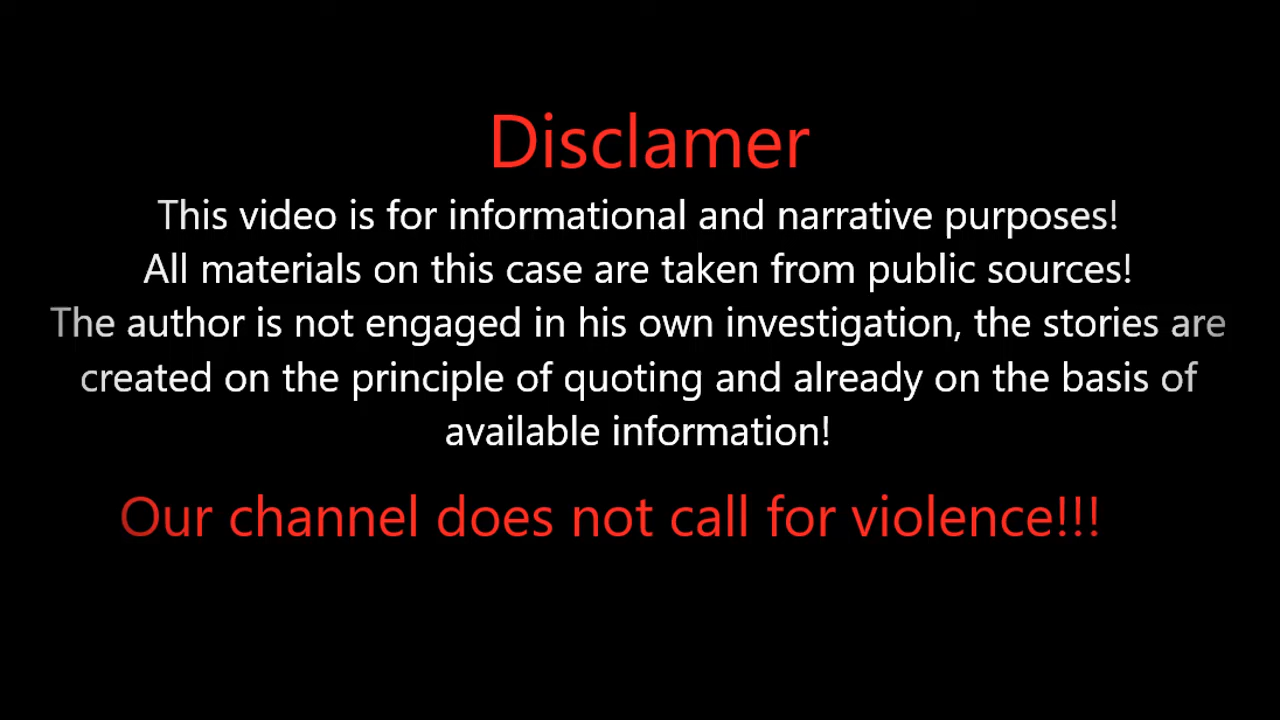 Disclamer
This video is for informational and narrative purposes!
All materials on this case are taken from public sources!
The author is not engaged in his own investigation, the stories are
created on the principle of quoting and already on the basis of
available information!
Our channel does not call for violence!!!